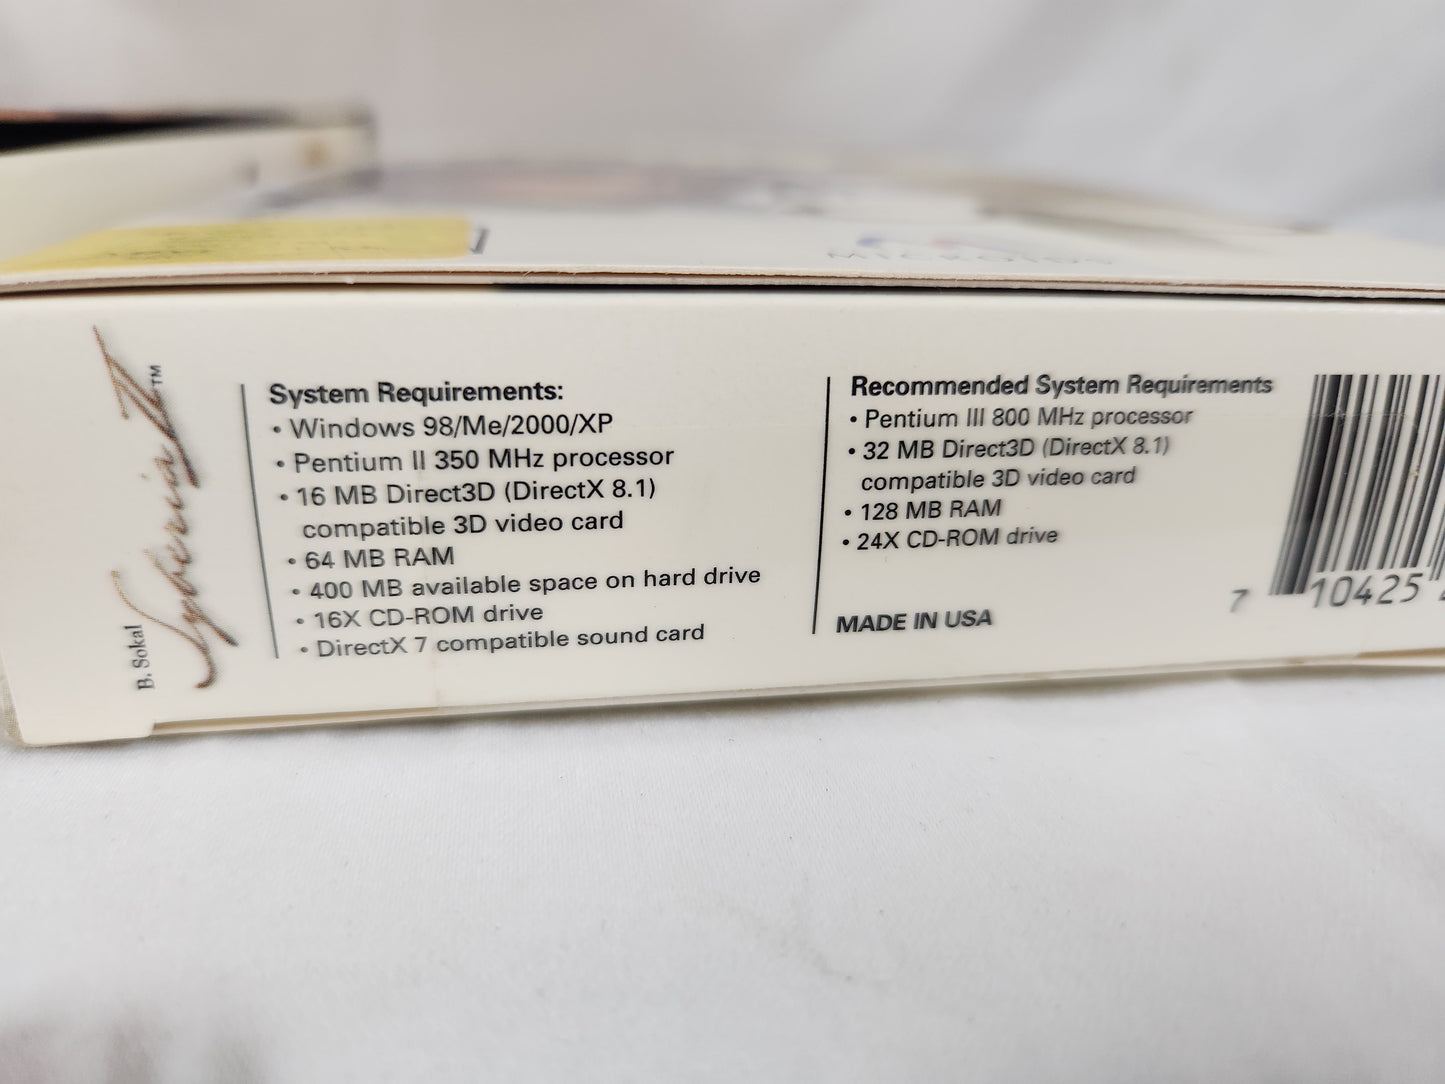 MICROÏDS
B. Sokal
Syberia II™
System Requirements:
• Windows 98/Me/2000/XP
• Pentium II 350 MHz processor
• 16 MB Direct3D (DirectX 8.1)
compatible 3D video card
• 64 MB RAM
• 400 MB available space on hard drive
• 16X CD-ROM drive
• DirectX 7 compatible sound card
Recommended System Requirements
• Pentium III 800 MHz processor
• 32 MB Direct3D (DirectX 8.1)
compatible 3D video card
• 128 MB RAM
• 24X CD-ROM drive
MADE IN USA
7 10425